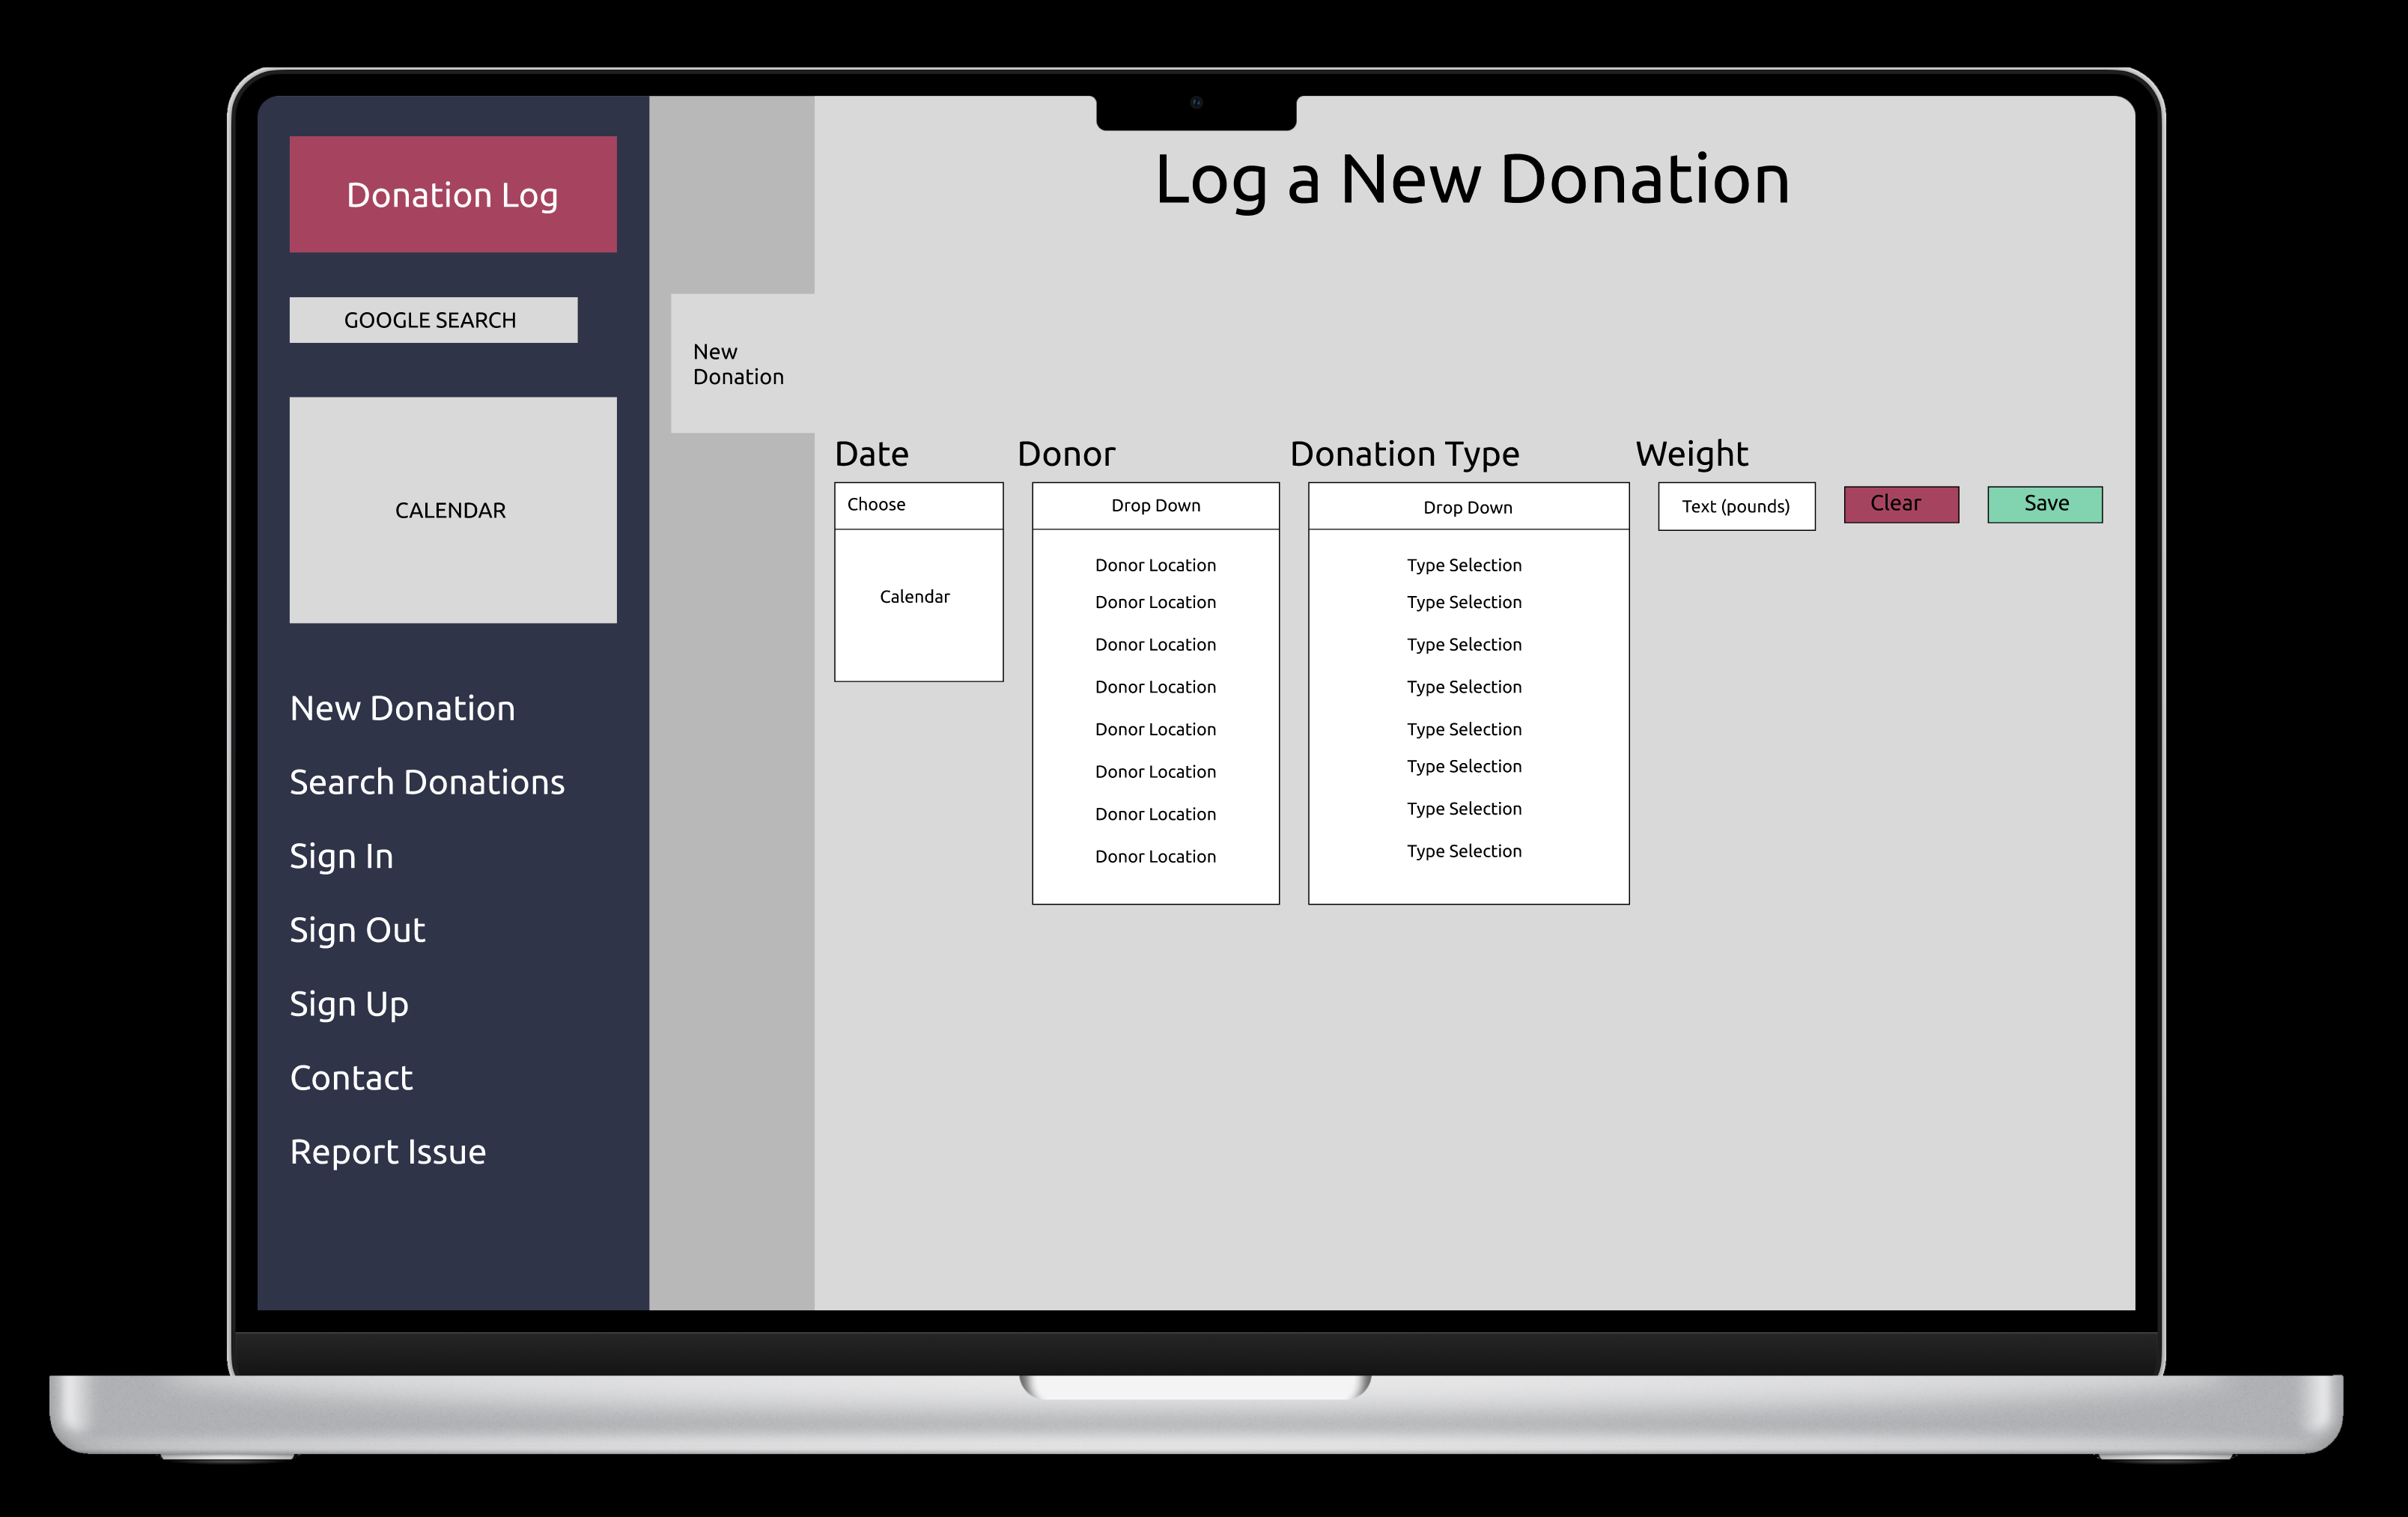 Donation Log
GOOGLE SEARCH
CALENDAR
New Donation
Search Donations
Sign In
Sign Out
Sign Up
Contact
Report Issue
New
Donation
Log a New Donation
Date
Choose
Calendar
Donor
Drop Down
Donor Location
Donor Location
Donor Location
Donor Location
Donor Location
Donor Location
Donor Location
Donor Location
Donation Type
Drop Down
Type Selection
Type Selection
Type Selection
Type Selection
Type Selection
Type Selection
Type Selection
Type Selection
Weight
Text (pounds)
Clear
Save